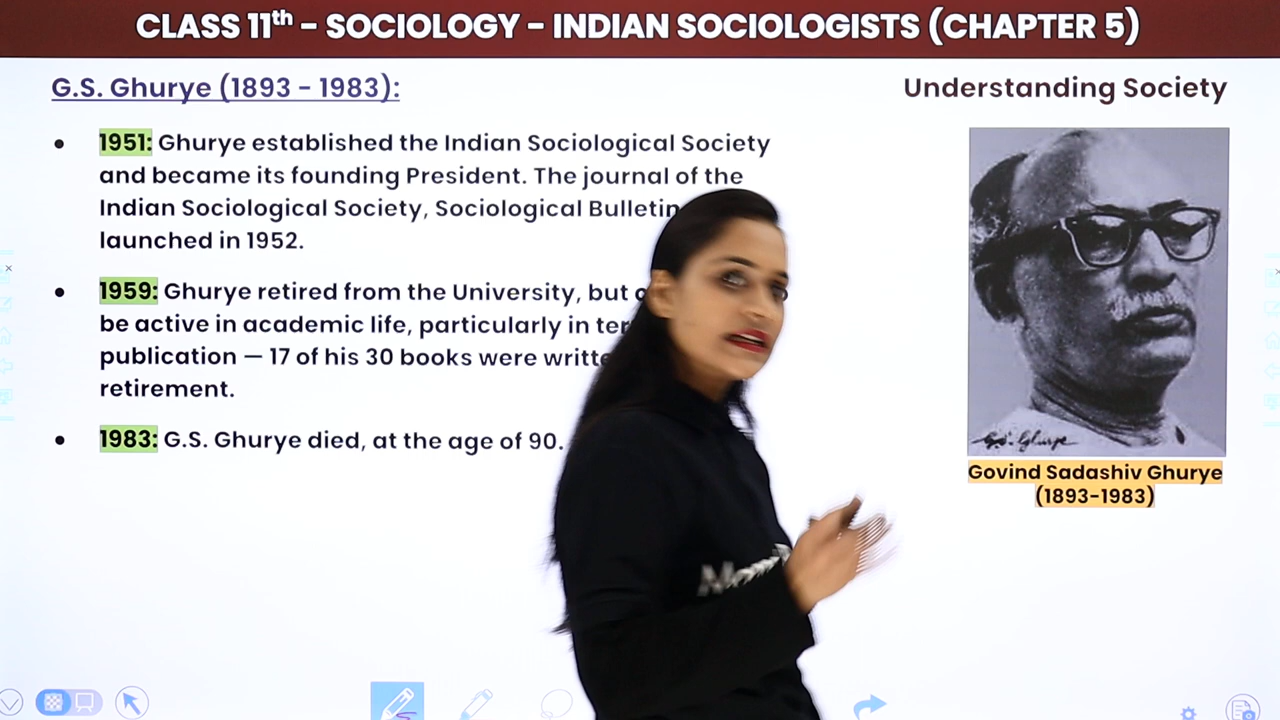 CLASS 11th - SOCIOLOGY - INDIAN SOCIOLOGISTS (CHAPTER 5)
G.S. Ghurye (1893 - 1983):
Understanding Society
1951: Ghurye established the Indian Sociological Society
and became its founding President. The journal of the
Indian Sociological Society, Sociological Bulletin
launched in 1952.
1959: Ghurye retired from the University, but
be active in academic life, particularly in
publication — 17 of his 30 books were
retirement.
1983: G.S. Ghurye died, at the age of 90.
G.S. Ghurye
Govind Sadashiv Ghurye
(1893-1983)